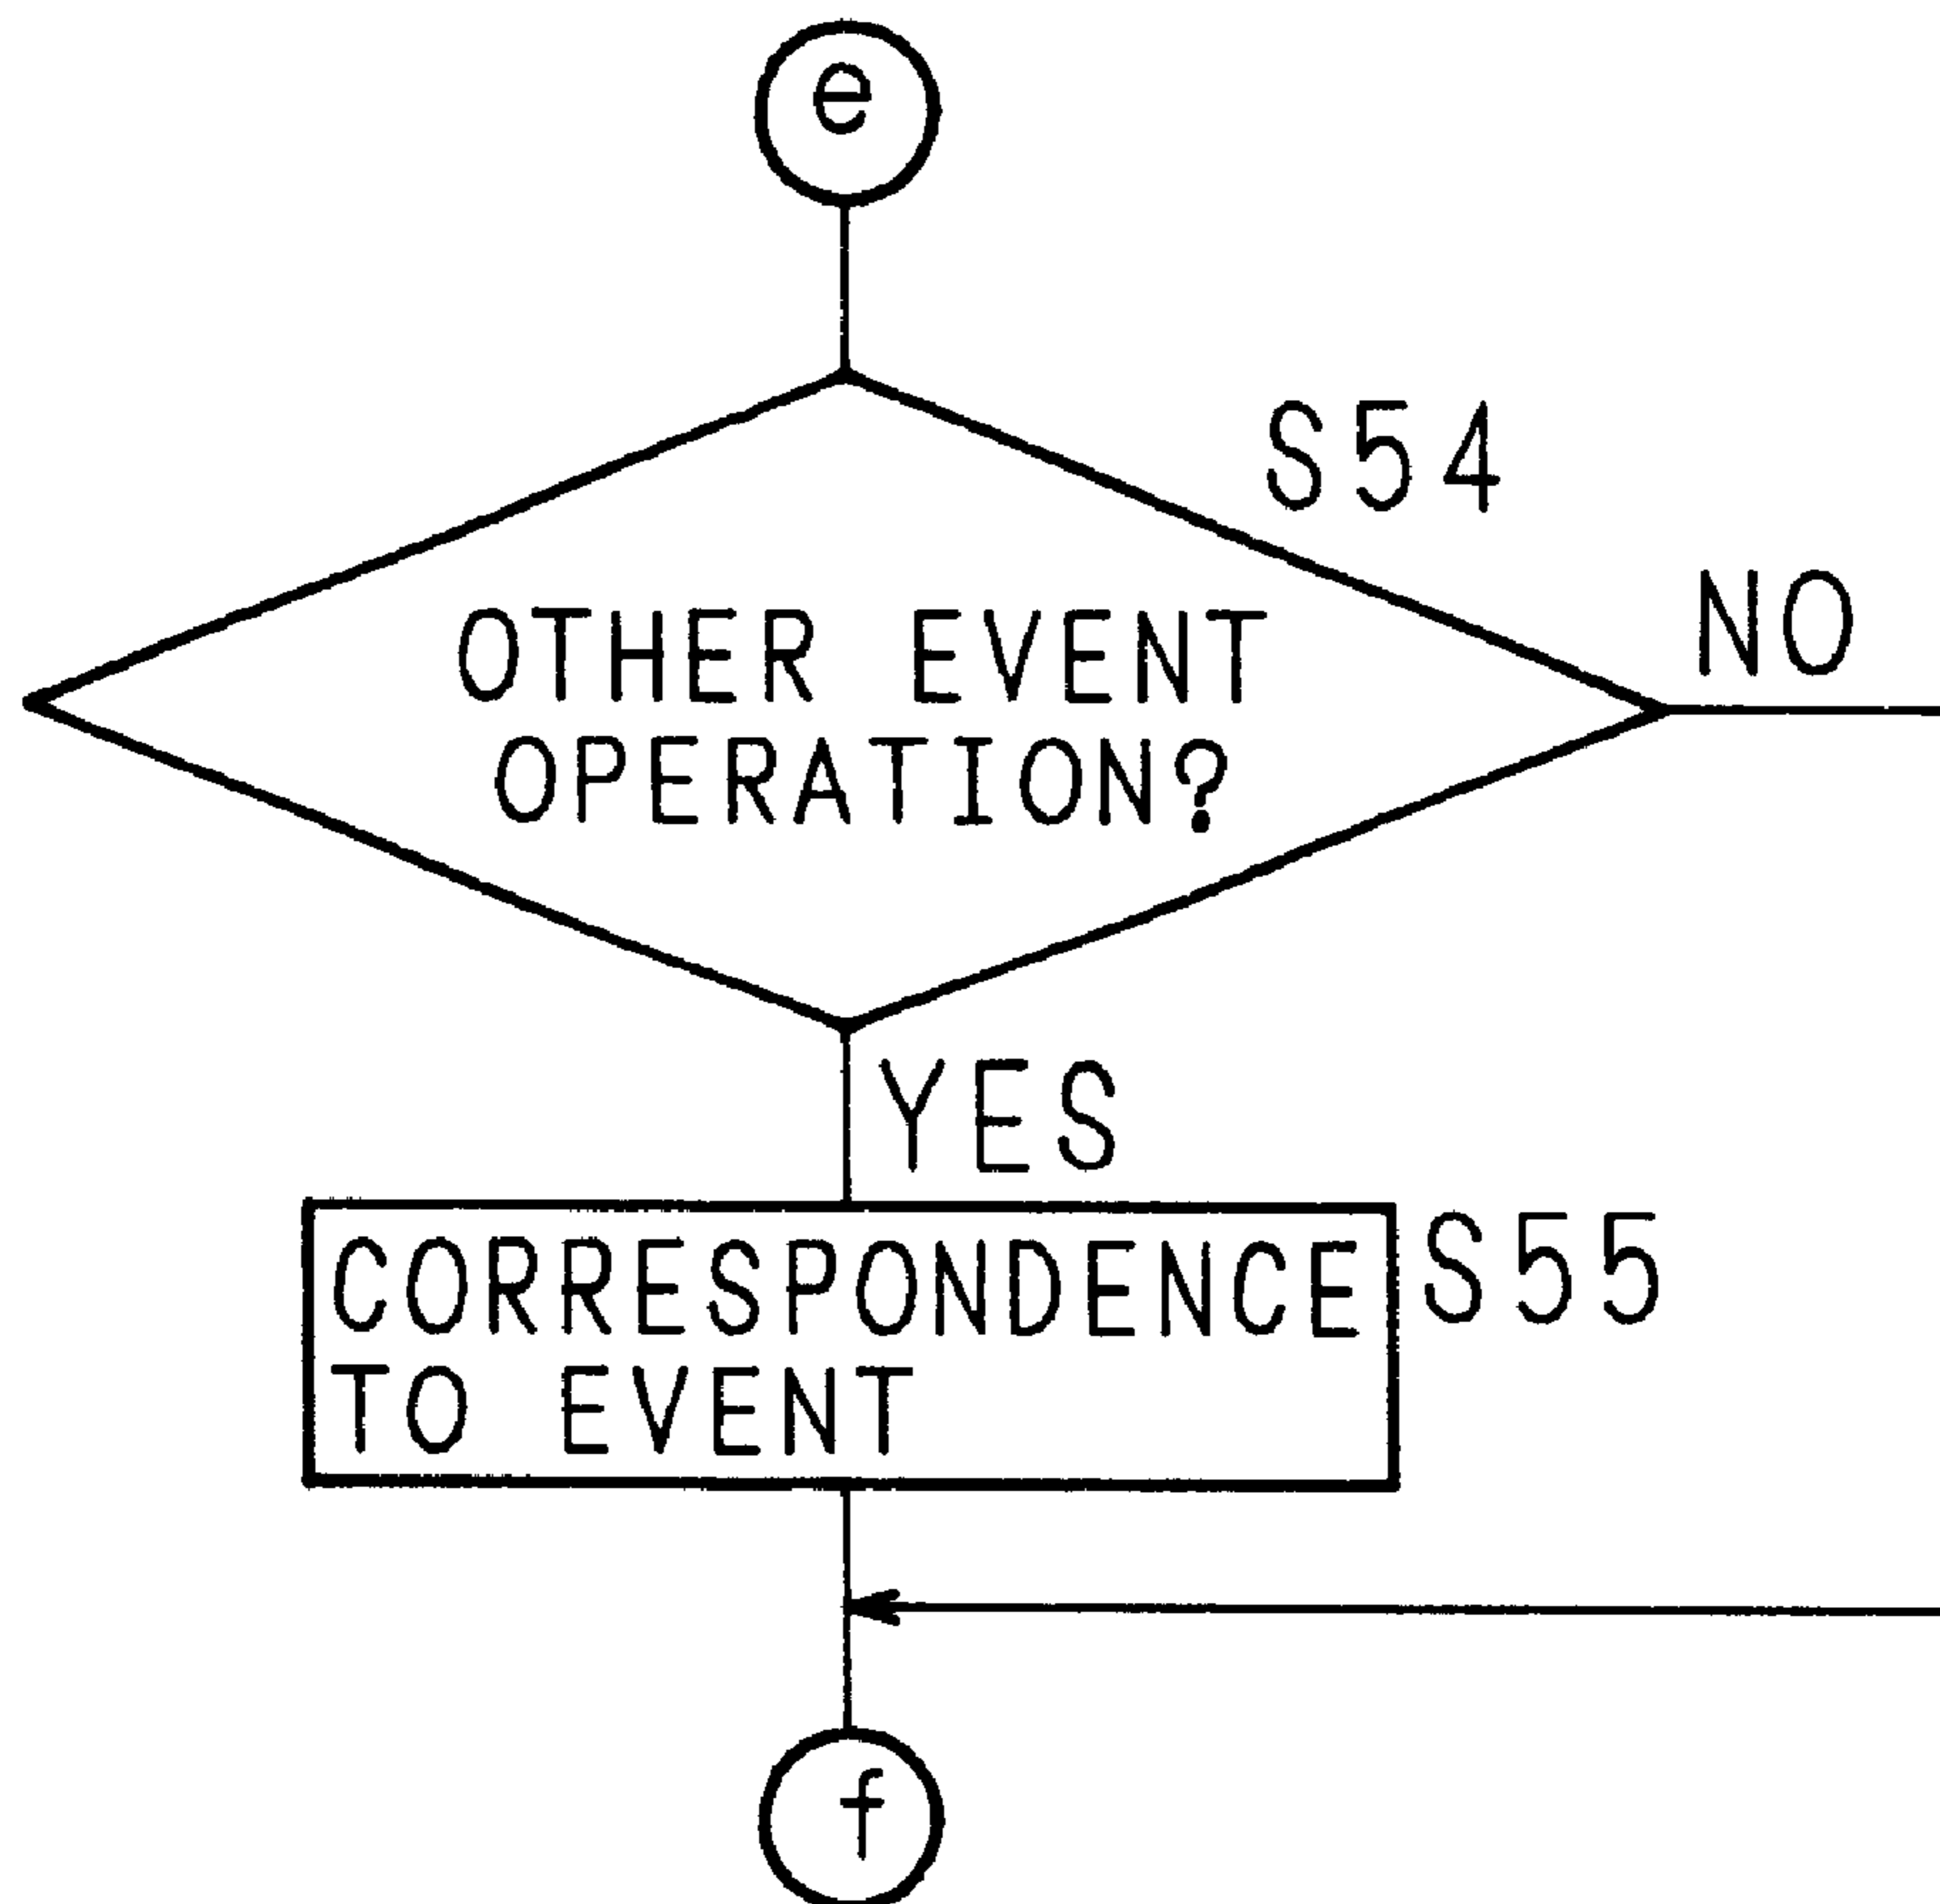 e
S54
NO
OTHER EVENT
OPERATION?
YES
CORRESPONDENCE
TO EVENT
S55
f